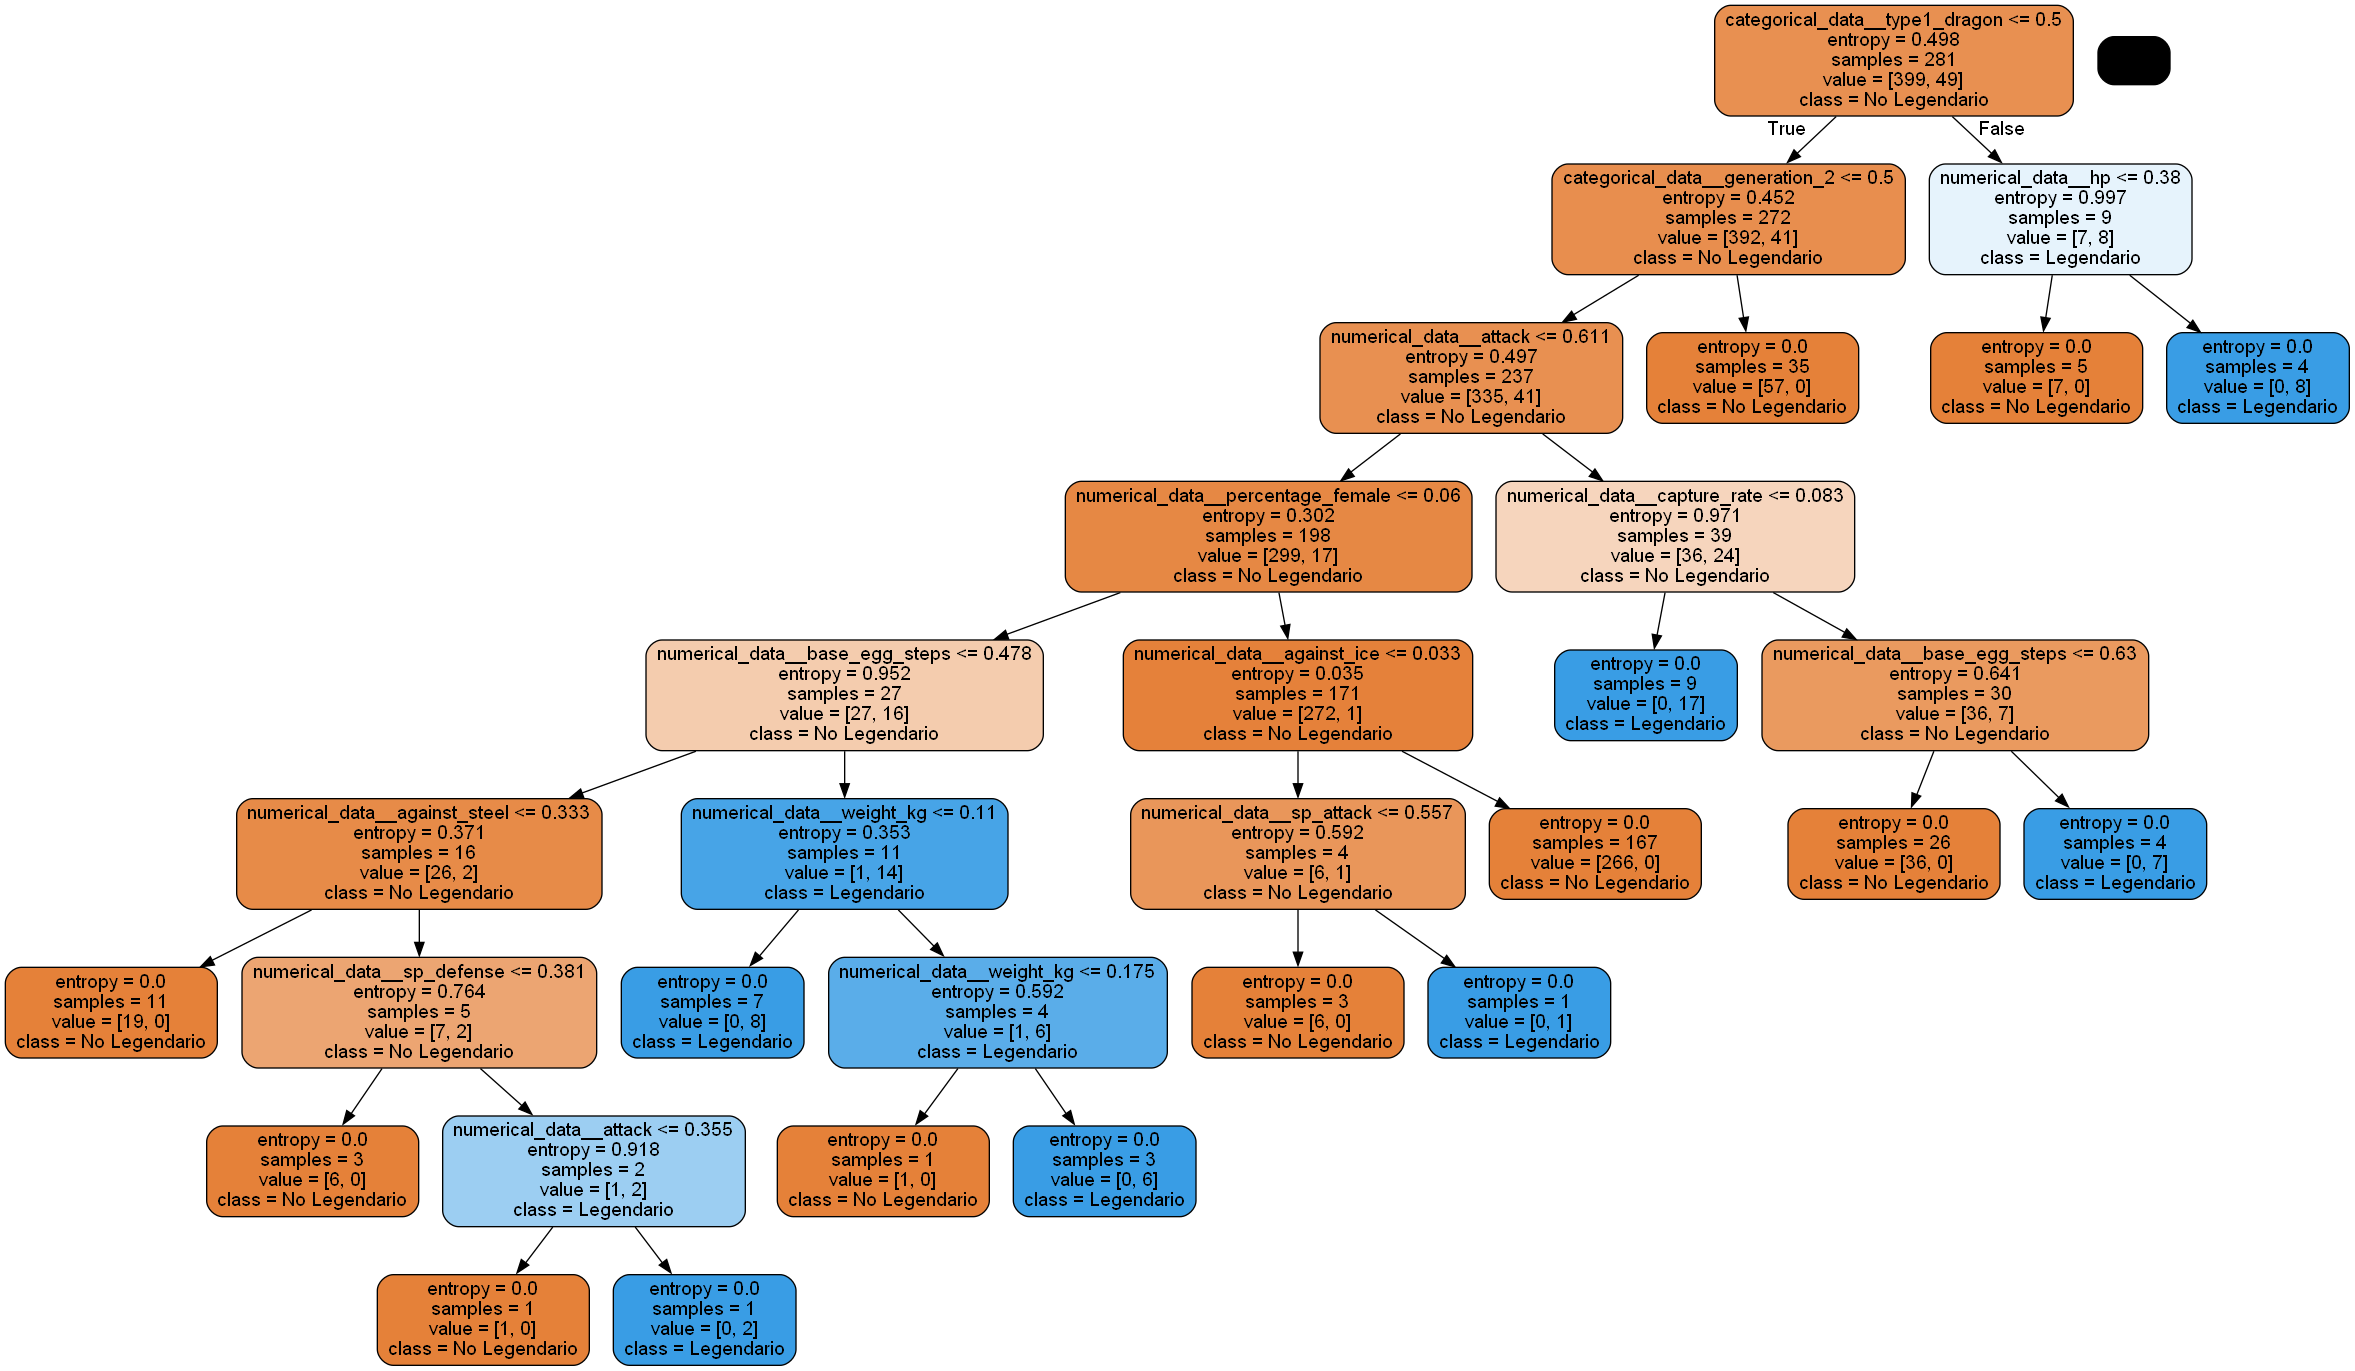 categorical_data__type1_dragon <= 0.5
entropy = 0.498
samples = 281
value = [399, 49]
class = No Legendario
True
False
categorical_data__generation_2 <= 0.5
entropy = 0.452
samples = 272
value = [392, 41]
class = No Legendario
numerical_data__hp <= 0.38
entropy = 0.997
samples = 9
value = [7, 8]
class = Legendario
numerical_data__attack <= 0.611
entropy = 0.497
samples = 237
value = [335, 41]
class = No Legendario
entropy = 0.0
samples = 35
value = [57, 0]
class = No Legendario
entropy = 0.0
samples = 5
value = [7, 0]
class = No Legendario
entropy = 0.0
samples = 4
value = [0, 8]
class = Legendario
numerical_data__percentage_female <= 0.06
entropy = 0.302
samples = 198
value = [299, 17]
class = No Legendario
numerical_data__capture_rate <= 0.083
entropy = 0.971
samples = 39
value = [36, 24]
class = No Legendario
numerical_data__base_egg_steps <= 0.478
entropy = 0.952
samples = 27
value = [27, 16]
class = No Legendario
numerical_data__against_ice <= 0.033
entropy = 0.035
samples = 171
value = [272, 1]
class = No Legendario
entropy = 0.0
samples = 9
value = [0, 17]
class = Legendario
numerical_data__base_egg_steps <= 0.63
entropy = 0.641
samples = 30
value = [36, 7]
class = No Legendario
numerical_data__against_steel <= 0.333
entropy = 0.371
samples = 16
value = [26, 2]
class = No Legendario
numerical_data__weight_kg <= 0.11
entropy = 0.353
samples = 11
value = [1, 14]
class = Legendario
numerical_data__sp_attack <= 0.557
entropy = 0.592
samples = 4
value = [6, 1]
class = No Legendario
entropy = 0.0
samples = 167
value = [266, 0]
class = No Legendario
entropy = 0.0
samples = 26
value = [36, 0]
class = No Legendario
entropy = 0.0
samples = 4
value = [0, 7]
class = Legendario
entropy = 0.0
samples = 11
value = [19, 0]
class = No Legendario
numerical_data__sp_defense <= 0.381
entropy = 0.764
samples = 5
value = [7, 2]
class = No Legendario
entropy = 0.0
samples = 7
value = [0, 8]
class = Legendario
numerical_data__weight_kg <= 0.175
entropy = 0.592
samples = 4
value = [1, 6]
class = Legendario
entropy = 0.0
samples = 3
value = [6, 0]
class = No Legendario
entropy = 0.0
samples = 1
value = [0, 1]
class = Legendario
entropy = 0.0
samples = 3
value = [6, 0]
class = No Legendario
numerical_data__attack <= 0.355
entropy = 0.918
samples = 2
value = [1, 2]
class = Legendario
entropy = 0.0
samples = 1
value = [1, 0]
class = No Legendario
entropy = 0.0
samples = 3
value = [0, 6]
class = Legendario
entropy = 0.0
samples = 1
value = [1, 0]
class = No Legendario
entropy = 0.0
samples = 1
value = [0, 2]
class = Legendario